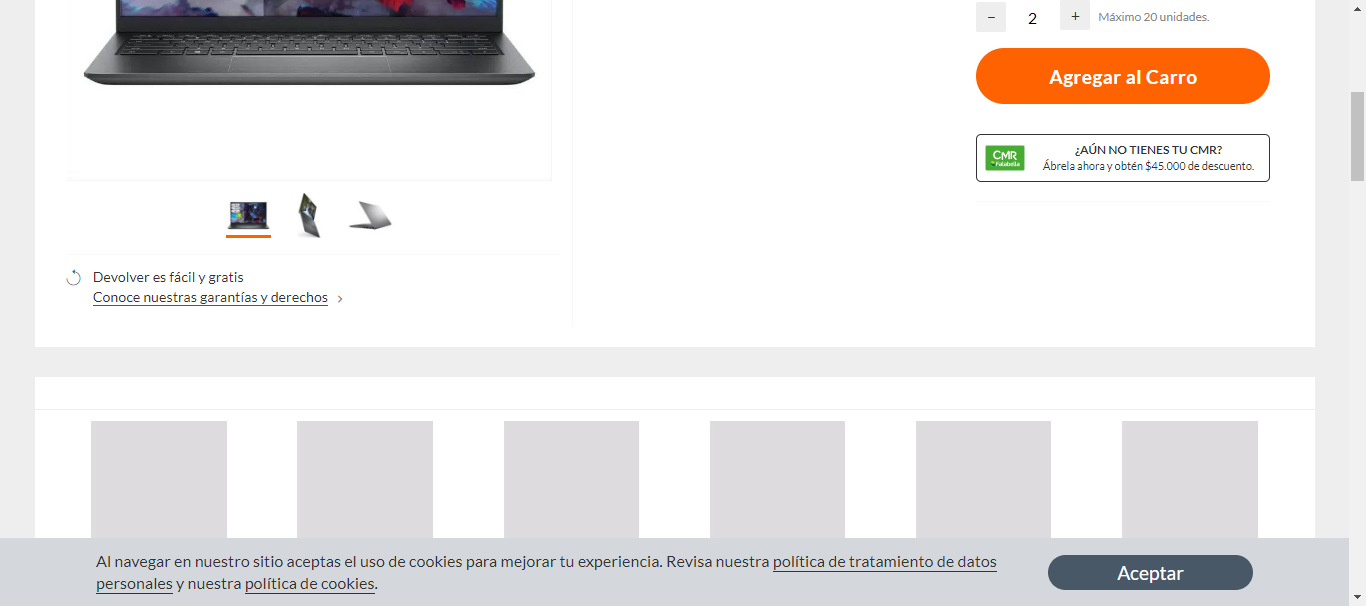 − 2 + Máximo 20 unidades.
Agregar al Carro
CMR
Falabella
¿AÚN NO TIENES TU CMR?
Ábrela ahora y obtén $45.000 de descuento.
Devolver es fácil y gratis
Conoce nuestras garantías y derechos
Al navegar en nuestro sitio aceptas el uso de cookies para mejorar tu experiencia. Revisa nuestra política de tratamiento de datos
personales y nuestra política de cookies.
Aceptar